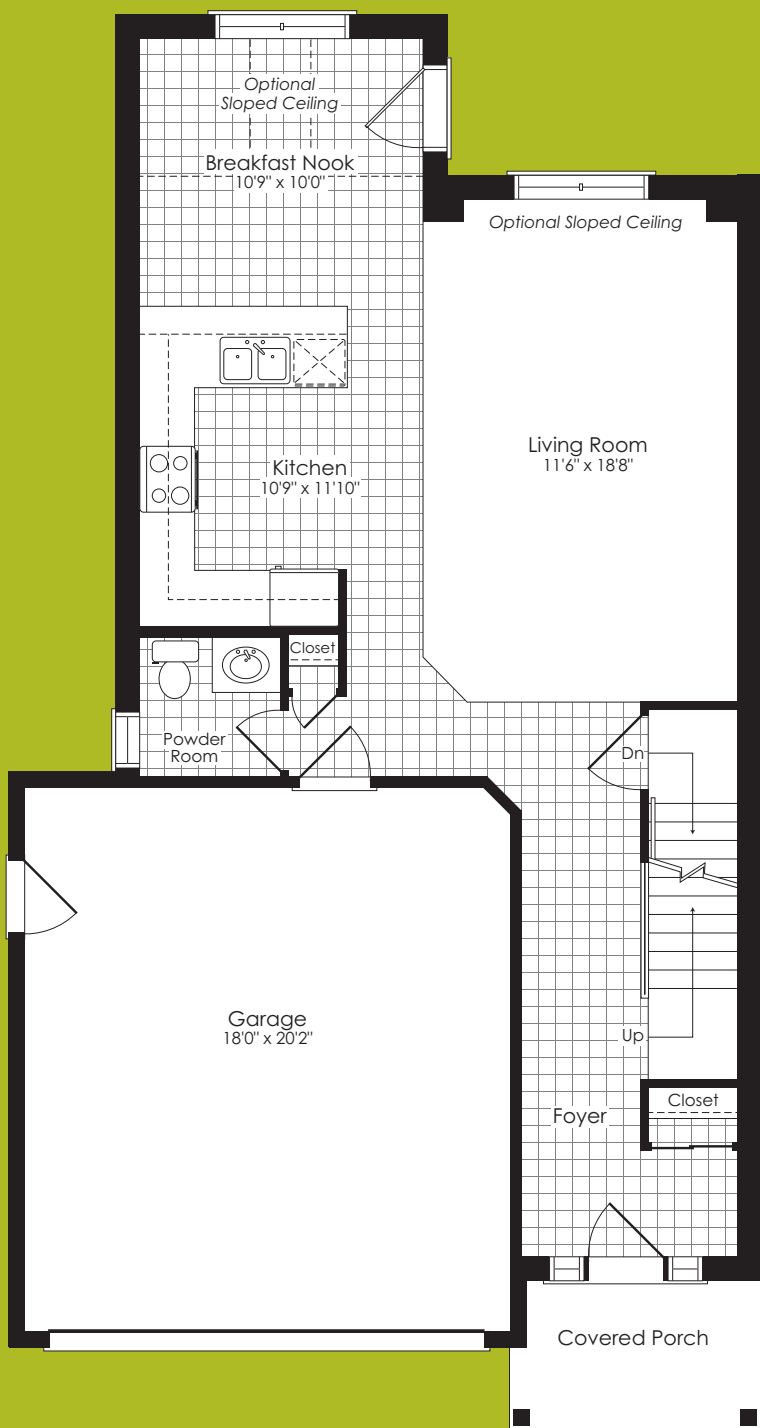 Optional
Sloped Ceiling
Breakfast Nook
10'9" x 10'0"
Optional Sloped Ceiling
Living Room
11'6" x 18'8"
Kitchen
10'9" x 11'10"
Closet
Powder
Room
Dn
Garage
18'0" x 20'2"
Up
Closet
Foyer
Covered Porch